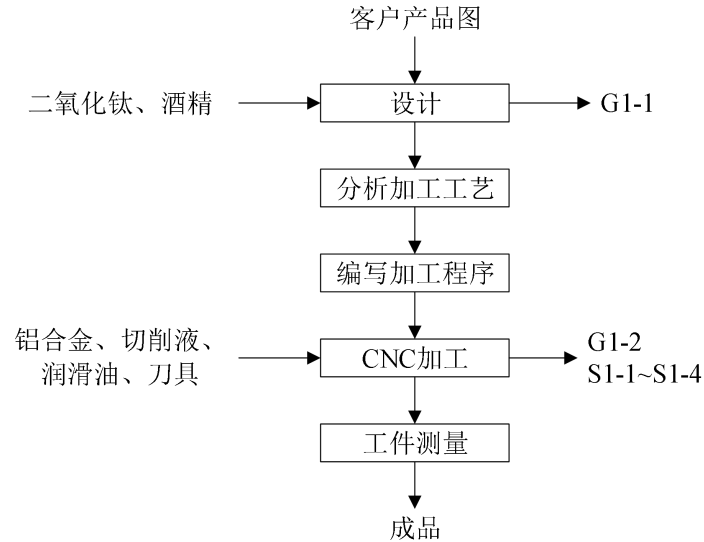 客户产品图
二氧化钛、酒精
设计
G1-1
分析加工工艺
编写加工程序
铝合金、切削液、
润滑油、刀具
CNC加工
G1-2
S1-1~S1-4
工件测量
成品